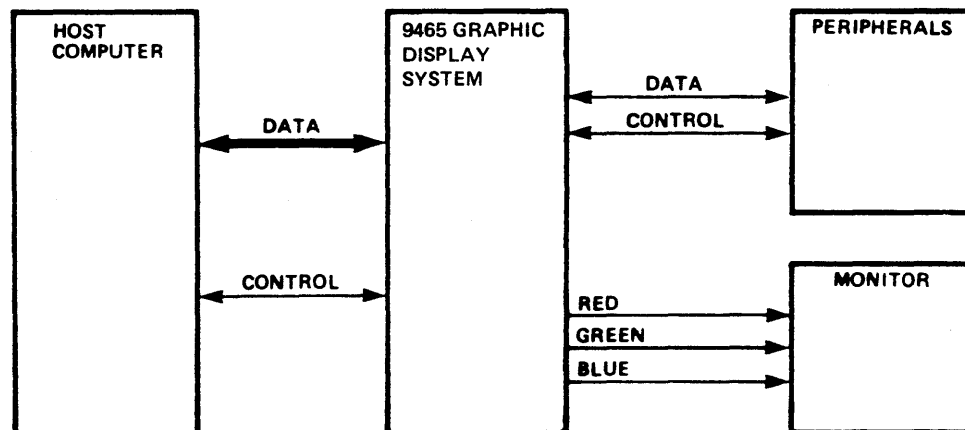 HOST
COMPUTER
9465 GRAPHIC
DISPLAY
SYSTEM
PERIPHERALS
DATA
CONTROL
DATA
CONTROL
MONITOR
RED
GREEN
BLUE